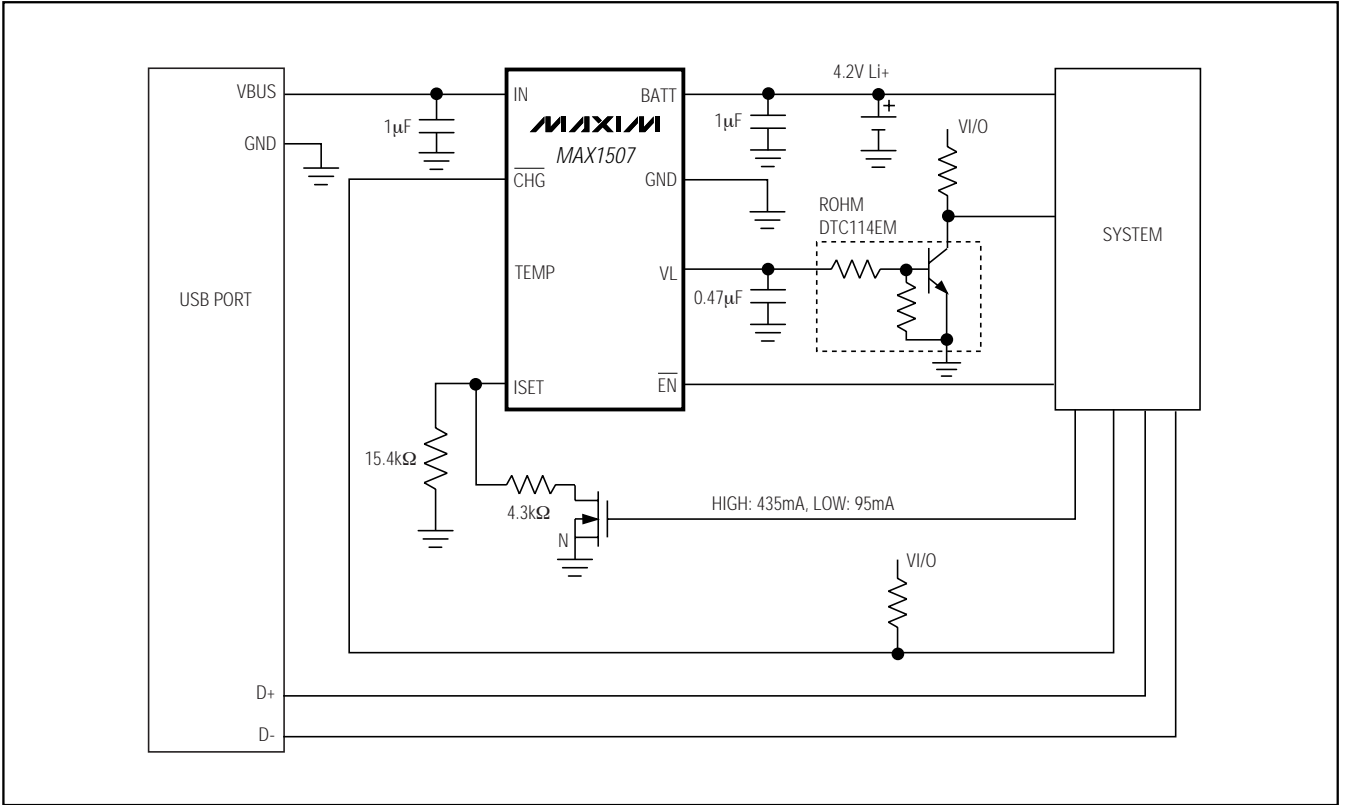 USB PORT
VBUS
GND
D+
D-
1µF
IN
CHG
TEMP
ISET
MAXIM
MAX1507
BATT
GND
VL
EN
1µF
4.2V Li+
+
VI/O
ROHM
DTC114EM
0.47µF
SYSTEM
15.4kΩ
4.3kΩ
N
HIGH: 435mA, LOW: 95mA
VI/O